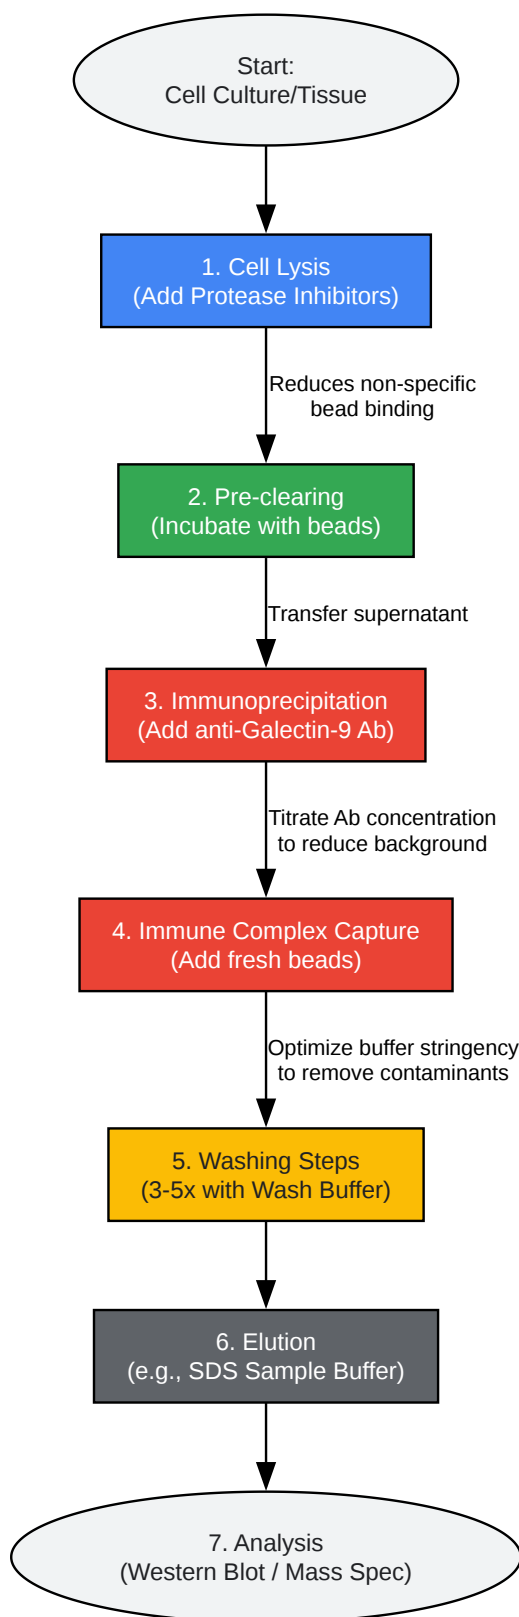 Start:
Cell Culture/Tissue
1. Cell Lysis
(Add Protease Inhibitors)
Reduces non-specific
bead binding
2. Pre-clearing
(Incubate with beads)
Transfer supernatant
3. Immunoprecipitation
(Add anti-Galectin-9 Ab)
Titrate Ab concentration
to reduce background
4. Immune Complex Capture
(Add fresh beads)
Optimize buffer stringency
to remove contaminants
5. Washing Steps
(3-5x with Wash Buffer)
6. Elution
(e.g., SDS Sample Buffer)
7. Analysis
(Western Blot / Mass Spec)